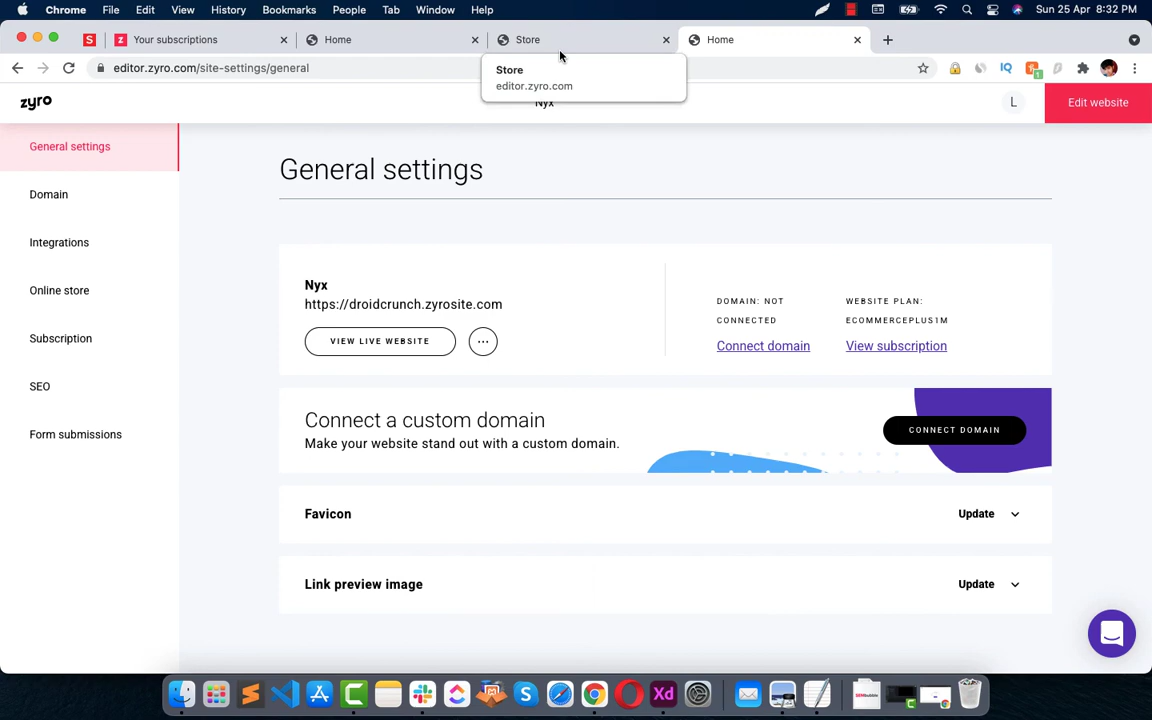 Chrome File Edit View History Bookmarks People Tab Window Help Sun 25 Apr 8:32 PM
S z Your subscriptions Home Store Home
editor.zyro.com/site-settings/general
IQ 1
Store
editor.zyro.com
zyro Nyx L Edit website
General settings
Domain
Integrations
Online store
Subscription
SEO
Form submissions
General settings
Nyx
https://droidcrunch.zyrosite.com
VIEW LIVE WEBSITE
DOMAIN: NOT
CONNECTED
Connect domain
WEBSITE PLAN:
ECOMMERCEPLUS1M
View subscription
Connect a custom domain
Make your website stand out with a custom domain.
CONNECT DOMAIN
Favicon Update
Link preview image Update
Xd